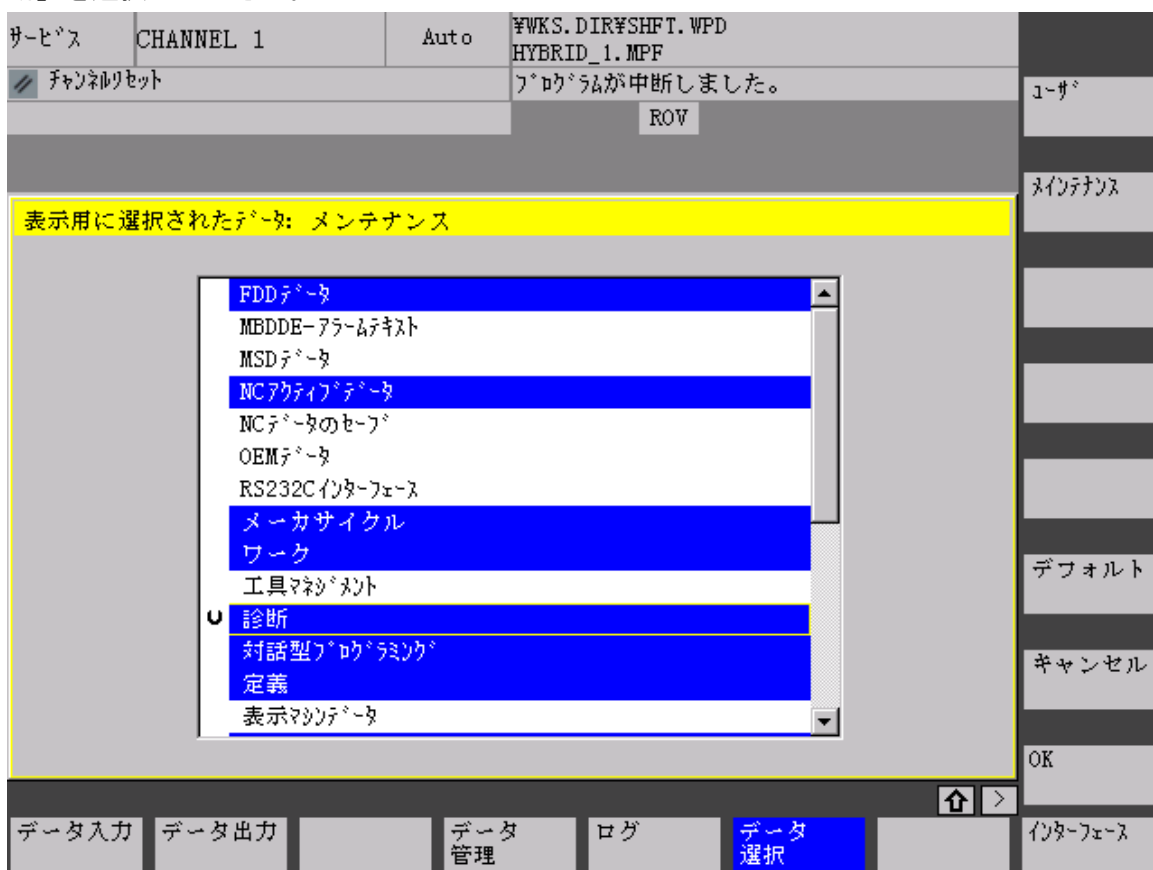 サービス
CHANNEL 1
Auto
¥WKS.DIR¥SHFT.WPD
HYBRID_1.MPF
チャンネルリセット
プログラムが中断しました。
ROV
ユーザ
メインテナンス
表示用に選択されたデータ: メンテナンス
FDDデータ
MBDDE-アラームテキスト
MSDデータ
NCアクティブデータ
NCデータのセーブ
OEMデータ
RS232Cインターフェース
メーカサイクル
ワーク
工具マネジメント
診断
対話型プログラミング
定義
表示マシンデータ
デフォルト
キャンセル
OK
データ入力
データ出力
データ
管理
ログ
データ
選択
インターフェース